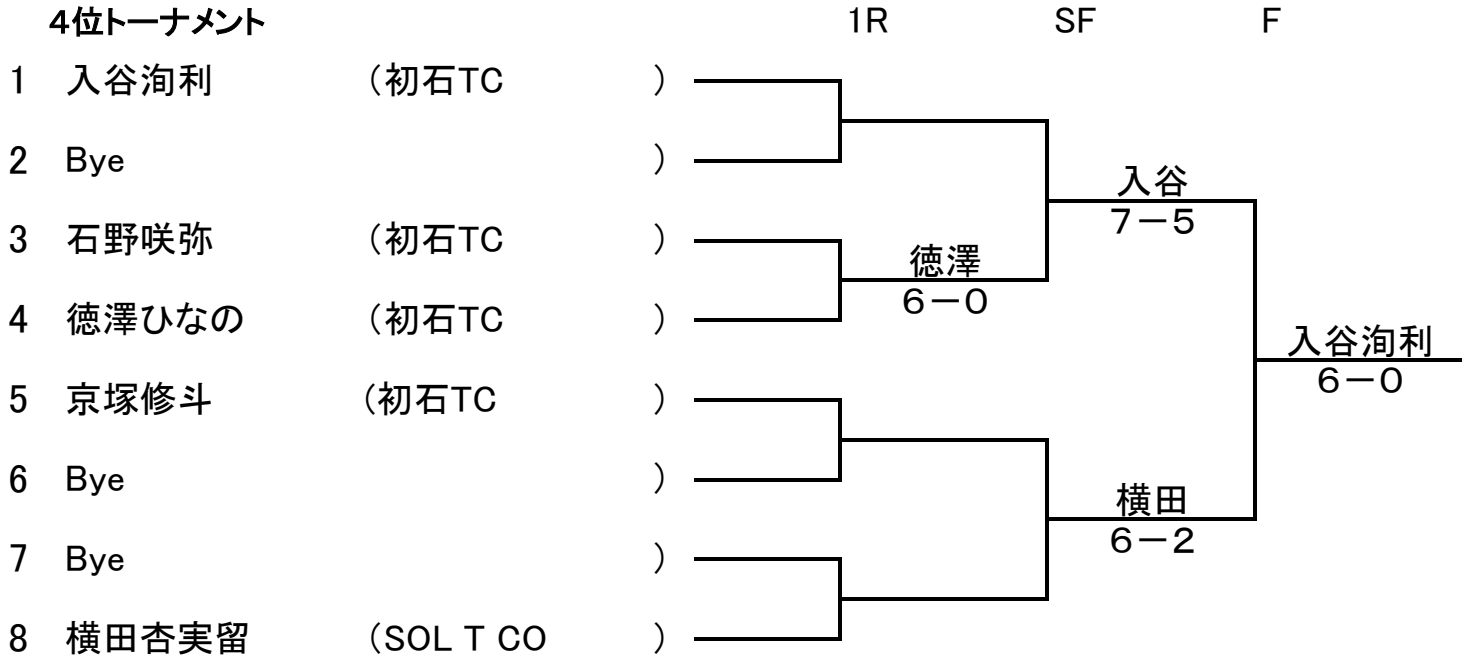 ４位トーナメント 1R SF F
1 入谷洵利 （初石TC ）
2 Bye ）
入谷
７－５
3 石野咲弥 （初石TC ）
徳澤
６－０
4 徳澤ひなの （初石TC ）
入谷洵利
６－０
5 京塚修斗 （初石TC ）
6 Bye ）
横田
６－２
7 Bye ）
8 横田杏実留 （SOL T CO ）